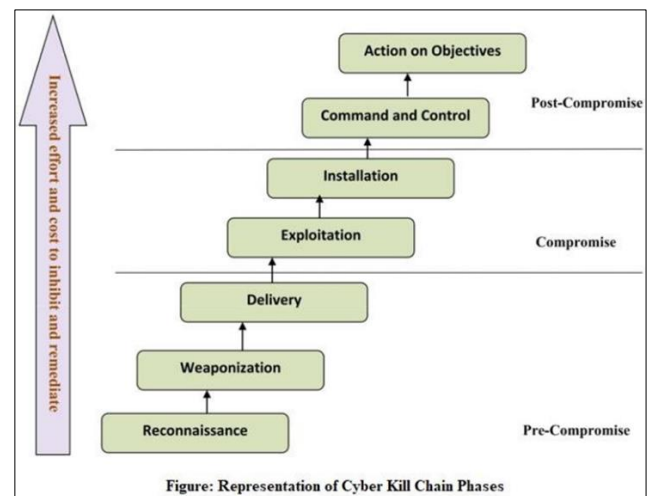 Action on Objectives
Post-Compromise
Command and Control
Installation
Exploitation
Compromise
Delivery
Weaponization
Reconnaissance
Pre-Compromise
Increased effort and cost to inhibit and remediate
Figure: Representation of Cyber Kill Chain Phases